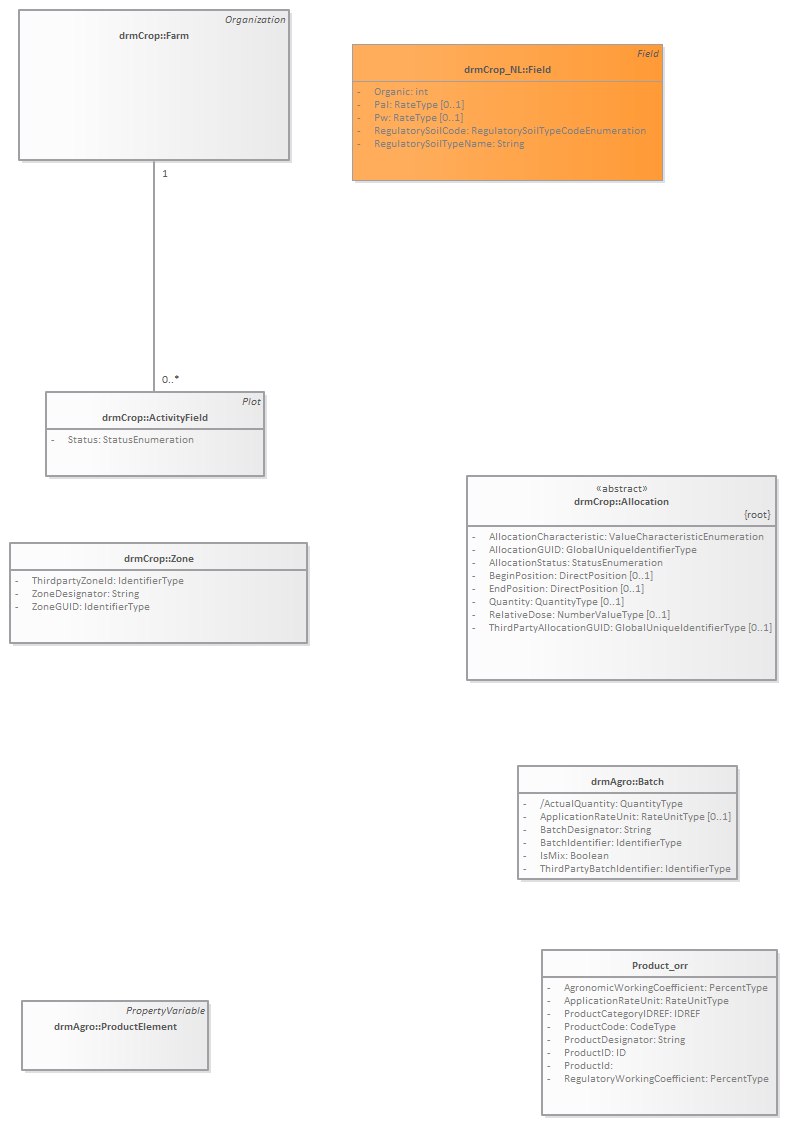 Organization
drmCrop::Farm
Field
drmCrop_NL::Field
- Organic: int
- Pal: RateType [0..1]
- Pw: RateType [0..1]
- RegulatorySoilCode: RegulatorySoilTypeCodeEnumeration
- RegulatorySoilTypeName: String
1
0..*
Plot
drmCrop::ActivityField
- Status: StatusEnumeration
«abstract»
drmCrop::Allocation
{root}
- AllocationCharacteristic: ValueCharacteristicEnumeration
- AllocationGUID: GlobalUniqueIdentifierType
- AllocationStatus: StatusEnumeration
- BeginPosition: DirectPosition [0..1]
- EndPosition: DirectPosition [0..1]
- Quantity: QuantityType [0..1]
- RelativeDose: NumberValueType [0..1]
- ThirdPartyAllocationGUID: GlobalUniqueIdentifierType [0..1]
drmCrop::Zone
- ThirdpartyZoneId: IdentifierType
- ZoneDesignator: String
- ZoneGUID: IdentifierType
drmAgro::Batch
- /ActualQuantity: QuantityType
- ApplicationRateUnit: RateUnitType [0..1]
- BatchDesignator: String
- BatchIdentifier: IdentifierType
- IsMix: Boolean
- ThirdPartyBatchIdentifier: IdentifierType
Product_orr
- AgronomicWorkingCoefficient: PercentType
- ApplicationRateUnit: RateUnitType
- ProductCategoryIDREF: IDREF
- ProductCode: CodeType
- ProductDesignator: String
- ProductID: ID
- ProductId:
- RegulatoryWorkingCoefficient: PercentType
PropertyVariable
drmAgro::ProductElement